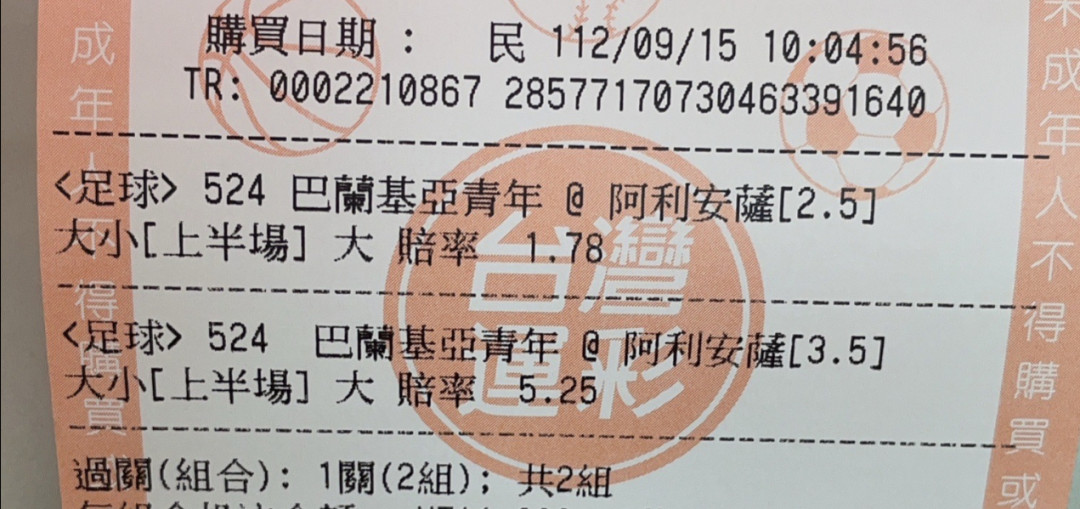 購買日期： 民 112/09/15 10:04:56
TR: 0002210867 28577170730463391640
<足球> 524 巴蘭基亞青年 @ 阿利安薩[2.5]
大小[上半場] 大 賠率 1.78
<足球> 524 巴蘭基亞青年 @ 阿利安薩[3.5]
大小[上半場] 大 賠率 5.25
過關(組合): 1關(2組); 共2組
台灣
運彩
成年人不得購買
未成年人不得購買或